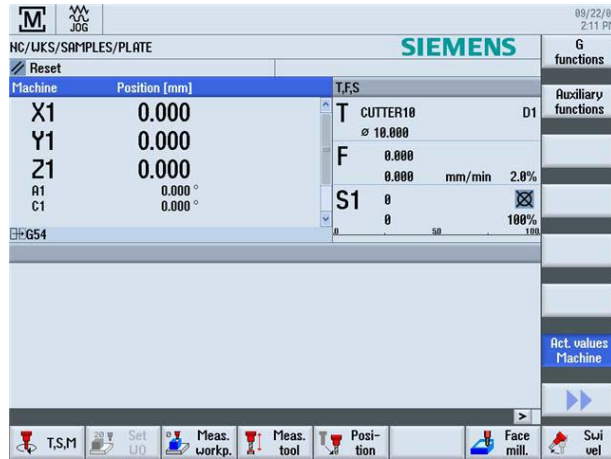 M JOG
09/22/0
2:11 P
NC/WKS/SAMPLES/PLATE
SIEMENS
Reset
Machine Position [mm]
X1 0.000
Y1 0.000
Z1 0.000
A1 0.000 °
C1 0.000 °
G54
T,F,S
T CUTTER10 D1
ø 10.000
F 0.000
0.000 mm/min 2.0%
S1 0
0 100%
0 50 100
G
functions
Auxiliary
functions
Act. values
Machine
T,S,M
Set
U0
Meas.
workp.
Meas.
tool
Posi-
tion
Face
mill.
Swi
vel